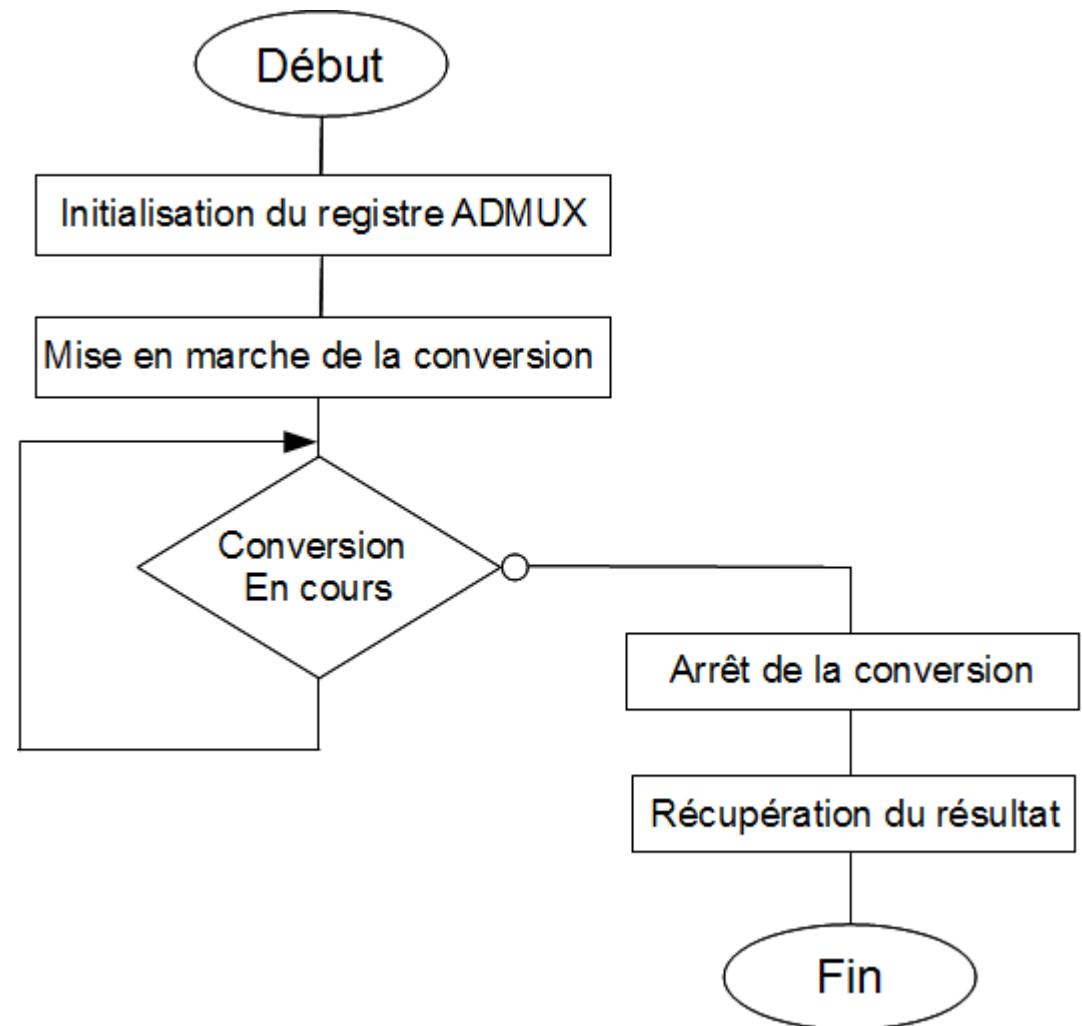 Début
Initialisation du registre ADMUX
Mise en marche de la conversion
Conversion
En cours
Arrêt de la conversion
Récupération du résultat
Fin